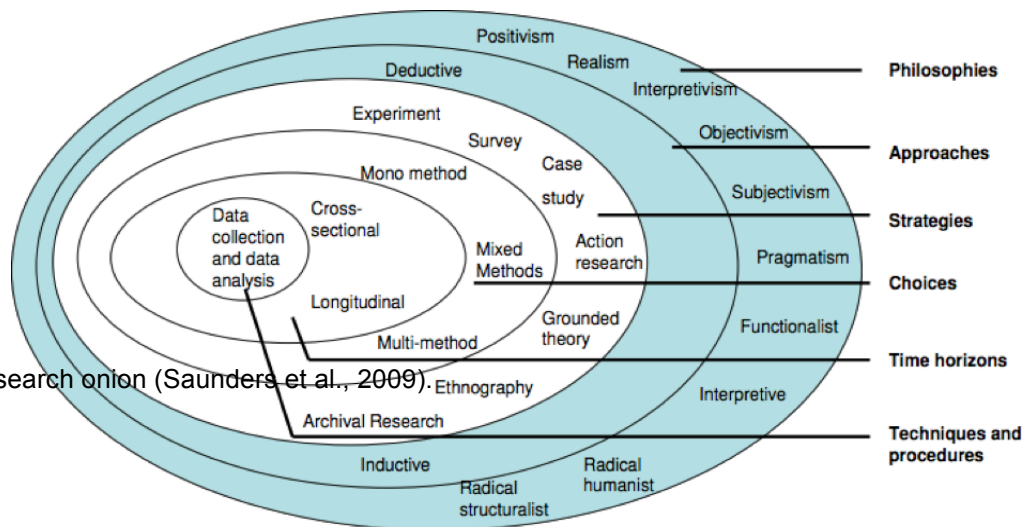 Positivism
Realism
Philosophies
Deductive
Interpretivism
Experiment
Survey
Objectivism
Approaches
Case
study
Mono method
Subjectivism
Data
collection
and data
analysis
Cross-
sectional
Strategies
Mixed
Methods
Action
research
Pragmatism
Choices
Longitudinal
Grounded
theory
Functionalist
Multi-method
Time horizons
search onion (Saunders et al., 2009).
Ethnography
Interpretive
Archival Research
Techniques and
procedures
Inductive
Radical
humanist
Radical
structuralist